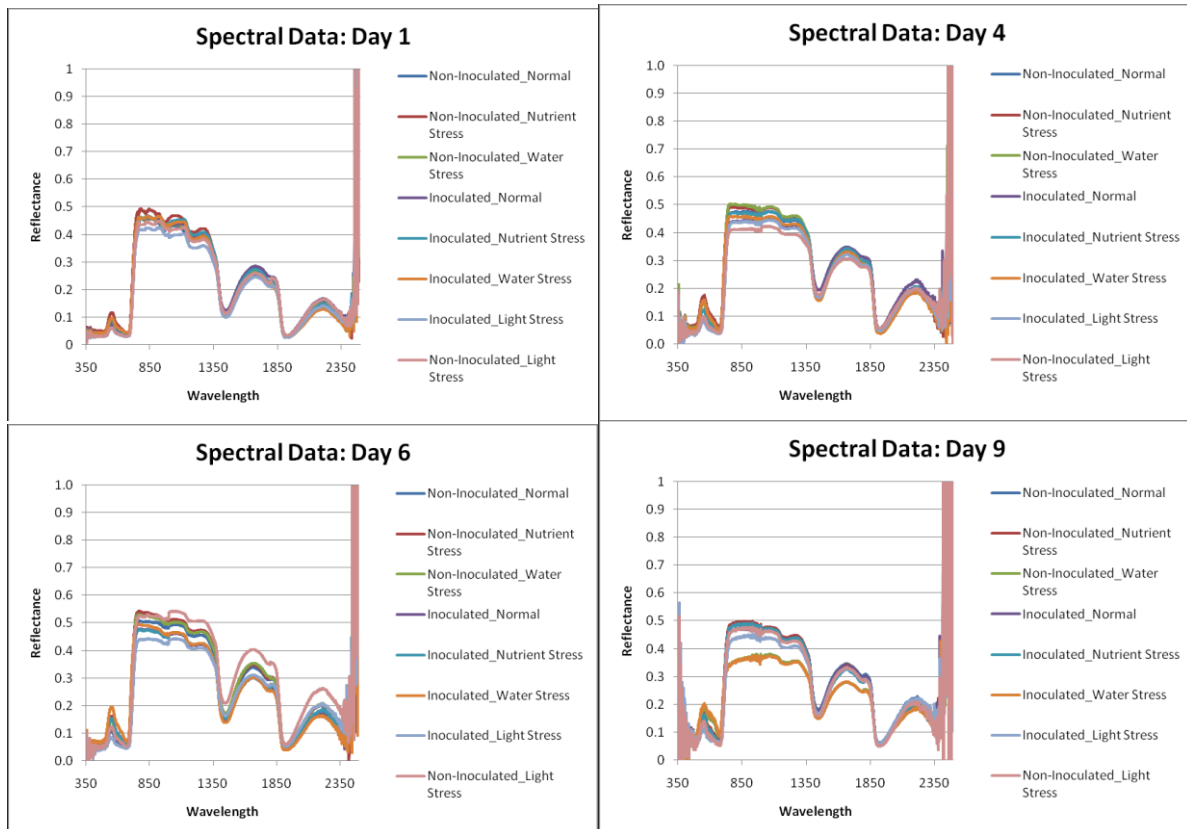 Spectral Data: Day 1
1
0.9
0.8
0.7
0.6
0.5
0.4
0.3
0.2
0.1
0
Reflectance
350 850 1350 1850 2350
Wavelength
Non-Inoculated_Normal
Non-Inoculated_Nutrient
Stress
Non-Inoculated_Water
Stress
Inoculated_Normal
Inoculated_Nutrient Stress
Inoculated_Water Stress
Inoculated_Light Stress
Non-Inoculated_Light
Stress
Spectral Data: Day 4
1.0
0.9
0.8
0.7
0.6
0.5
0.4
0.3
0.2
0.1
0.0
Reflectance
350 850 1350 1850 2350
Wavelength
Non-Inoculated_Normal
Non-Inoculated_Nutrient
Stress
Non-Inoculated_Water
Stress
Inoculated_Normal
Inoculated_Nutrient Stress
Inoculated_Water Stress
Inoculated_Light Stress
Non-Inoculated_Light
Stress
Spectral Data: Day 6
1.0
0.9
0.8
0.7
0.6
0.5
0.4
0.3
0.2
0.1
0.0
Reflectance
350 850 1350 1850 2350
Wavelength
Non-Inoculated_Normal
Non-Inoculated_Nutrient
Stress
Non-Inoculated_Water
Stress
Inoculated_Normal
Inoculated_Nutrient Stress
Inoculated_Water Stress
Inoculated_Light Stress
Non-Inoculated_Light
Stress
Spectral Data: Day 9
1
0.9
0.8
0.7
0.6
0.5
0.4
0.3
0.2
0.1
0
Reflectance
350 850 1350 1850 2350
Wavelength
Non-Inoculated_Normal
Non-Inoculated_Nutrient
Stress
Non-Inoculated_Water
Stress
Inoculated_Normal
Inoculated_Nutrient Stress
Inoculated_Water Stress
Inoculated_Light Stress
Non-Inoculated_Light
Stress